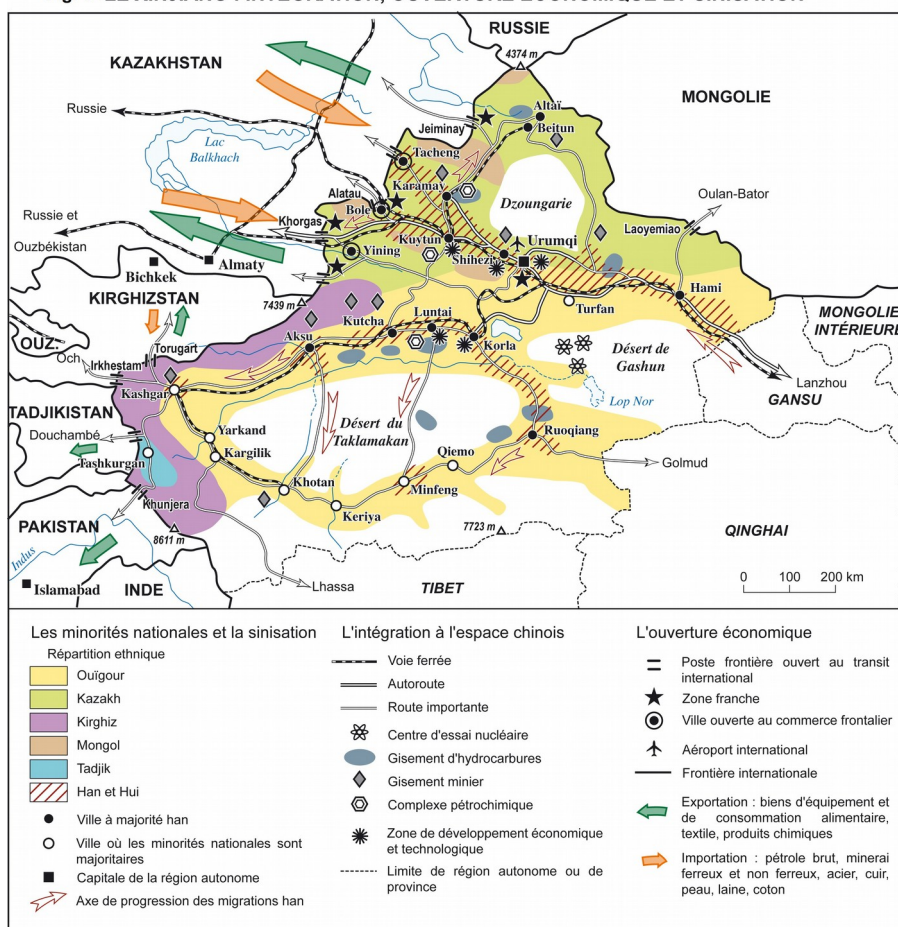 LE XINJIANG : INTÉGRATION, OUVERTURE ÉCONOMIQUE ET SINISATION
RUSSIE
4374 m
KAZAKHSTAN
MONGOLIE
Russie
Altaï
Beitun
Jeiminay
Lac
Balkhach
Tacheng
Karamay
Oulan-Bator
Alatau
Bole
Dzoungarie
Russie et
Ouzbékistan
Khorgas
Laoyemiao
Kuytun
Urumqi
Yining
Shihezi
Almaty
Bichkek
Hami
Turfan
KIRGHIZSTAN
7439 m
Luntai
Kutcha
MONGOLIE
INTÉRIEURE
Aksu
Korla
OUZ.
Torugart
Désert de
Gashun
Och
Irkhestam
Lanzhou
Kashgar
GANSU
Lop Nor
TADJIKISTAN
Désert du
Taklamakan
Yarkand
Ruoqiang
Douchambé
Kargilik
Qiemo
Tashkurgan
Golmud
Khotan
Minfeng
Khunjera
Keriya
PAKISTAN
8611 m
7723 m
QINGHAI
Indus
Lhassa
0 100 200 km
Islamabad
INDE
TIBET
Les minorités nationales et la sinisation
Répartition ethnique
Ouïgour
Kazakh
Kirghiz
Mongol
Tadjik
Han et Hui
Ville à majorité han
Ville où les minorités nationales sont
majoritaires
Capitale de la région autonome
Axe de progression des migrations han
L'intégration à l'espace chinois
Voie ferrée
Autoroute
Route importante
Centre d'essai nucléaire
Gisement d'hydrocarbures
Gisement minier
Complexe pétrochimique
Zone de développement économique
et technologique
Limite de région autonome ou de
province
L'ouverture économique
Poste frontière ouvert au transit
international
Zone franche
Ville ouverte au commerce frontalier
Aéroport international
Frontière internationale
Exportation : biens d'équipement et
de consommation alimentaire,
textile, produits chimiques
Importation : pétrole brut, minerai
ferreux et non ferreux, acier, cuir,
peau, laine, coton